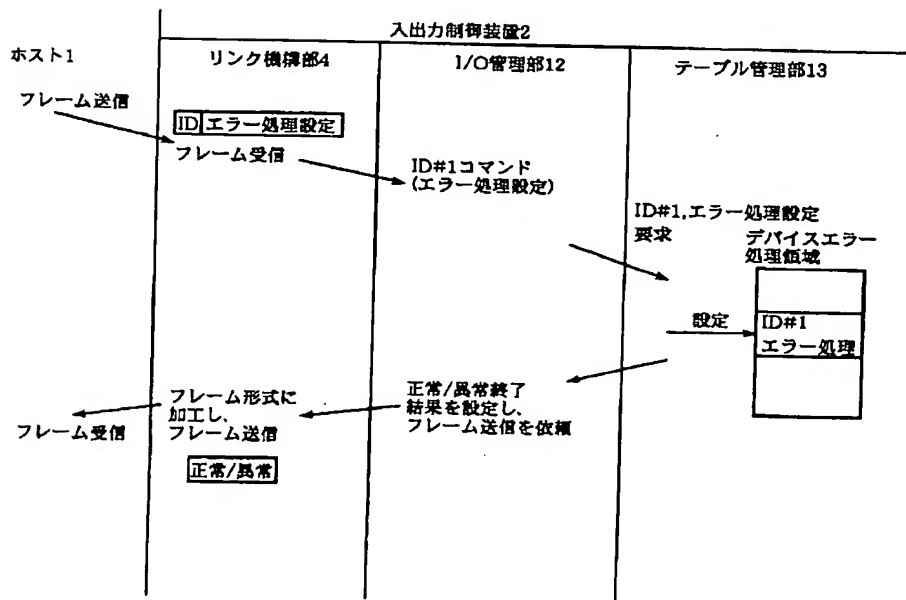 入出力制御装置2
ホスト1
リンク機構部4
I/O管理部12
テーブル管理部13
フレーム送信
ID エラー処理設定
フレーム受信
ID#1コマンド
(エラー処理設定)
ID#1,エラー処理設定
要求
デバイスエラー
処理領域
設定
ID#1
エラー処理
正常/異常終了
結果を設定し、
フレーム送信を依頼
フレーム形式に
加工し、
フレーム送信
フレーム受信
正常/異常